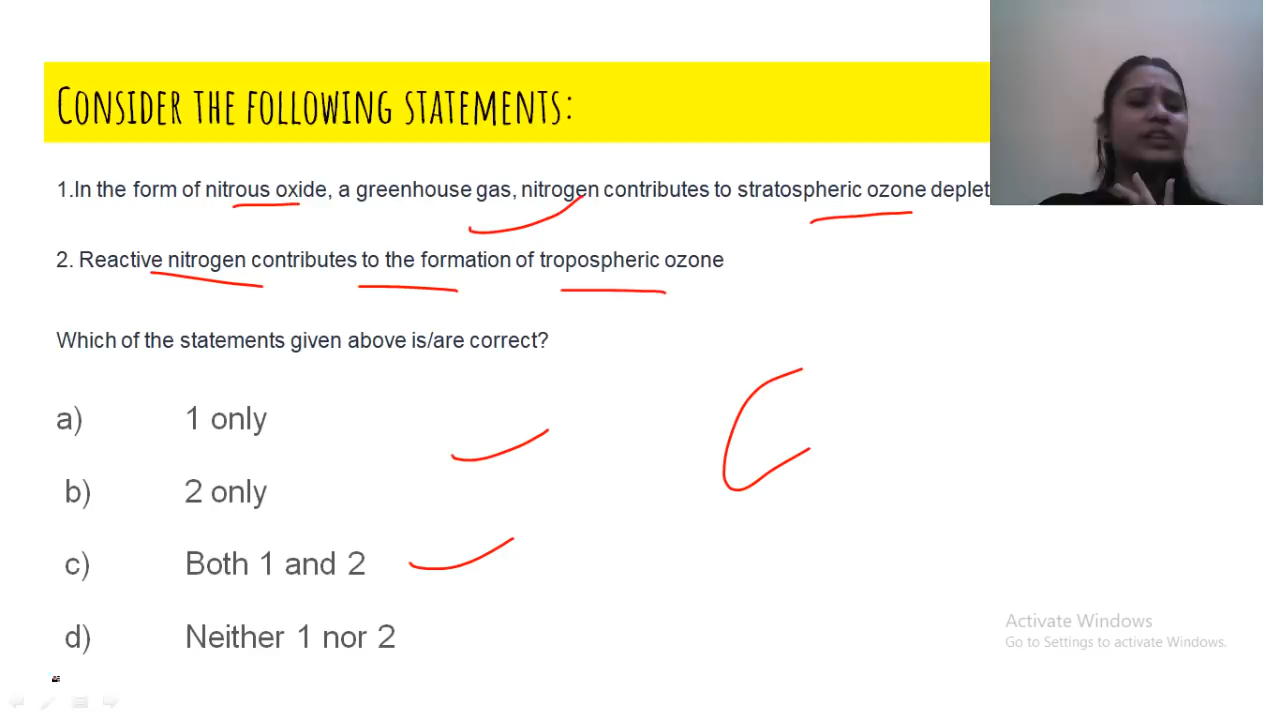 CONSIDER THE FOLLOWING STATEMENTS:
1.In the form of nitrous oxide, a greenhouse gas, nitrogen contributes to stratospheric ozone deplet
2. Reactive nitrogen contributes to the formation of tropospheric ozone
Which of the statements given above is/are correct?
a) 1 only
b) 2 only
c) Both 1 and 2
d) Neither 1 nor 2
Activate Windows
Go to Settings to activate Windows.